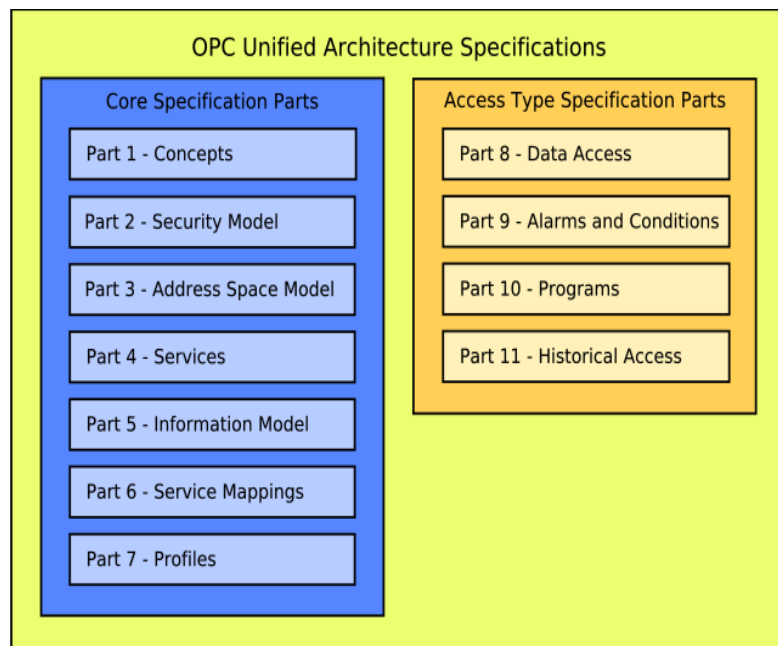 OPC Unified Architecture Specifications
Core Specification Parts
Part 1 - Concepts
Part 2 - Security Model
Part 3 - Address Space Model
Part 4 - Services
Part 5 - Information Model
Part 6 - Service Mappings
Part 7 - Profiles
Access Type Specification Parts
Part 8 - Data Access
Part 9 - Alarms and Conditions
Part 10 - Programs
Part 11 - Historical Access